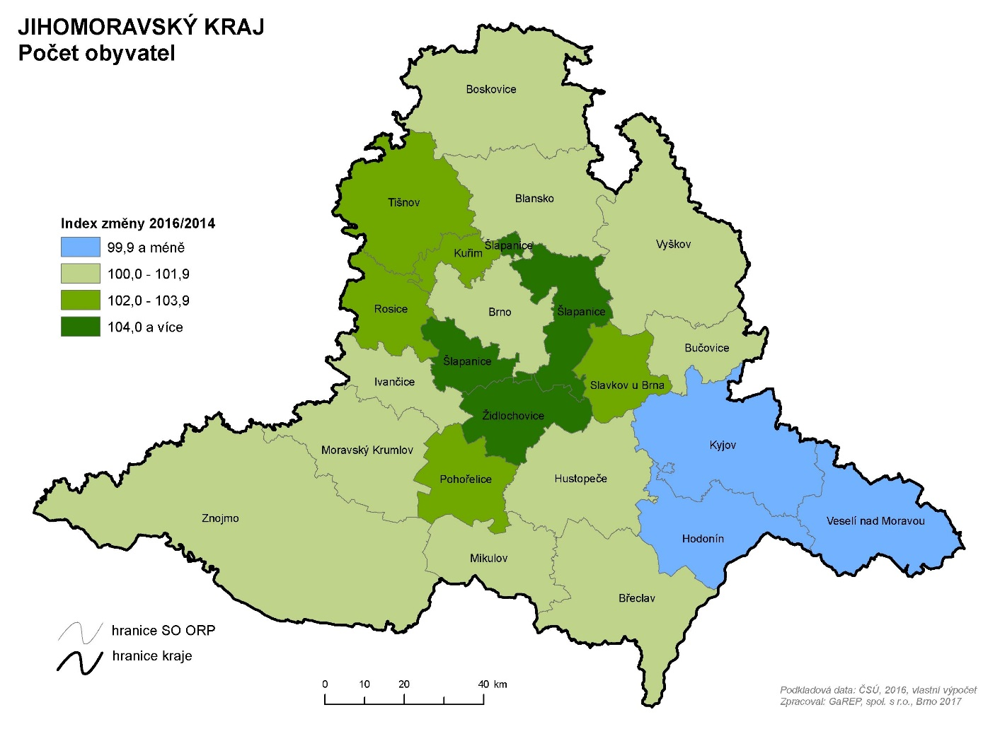 JIHOMORAVSKÝ KRAJ
Počet obyvatel
Boskovice
Tišnov
Blansko
Index změny 2016/2014
99,9 a méně
100,0 - 101,9
102,0 - 103,9
104,0 a více
Vyškov
Šlapanice
Kuřim
Rosice
Brno
Šlapanice
Bučovice
Šlapanice
Ivančice
Slavkov u Brna
Židlochovice
Kyjov
Moravský Krumlov
Pohořelice
Hustopeče
Znojmo
Veselí nad Moravou
Hodonín
Mikulov
Břeclav
hranice SO ORP
hranice kraje
0 10 20 40 km
Podkladová data: ČSÚ, 2016, vlastní výpočet
Zpracoval: GaREP, spol. s r.o., Brno 2017